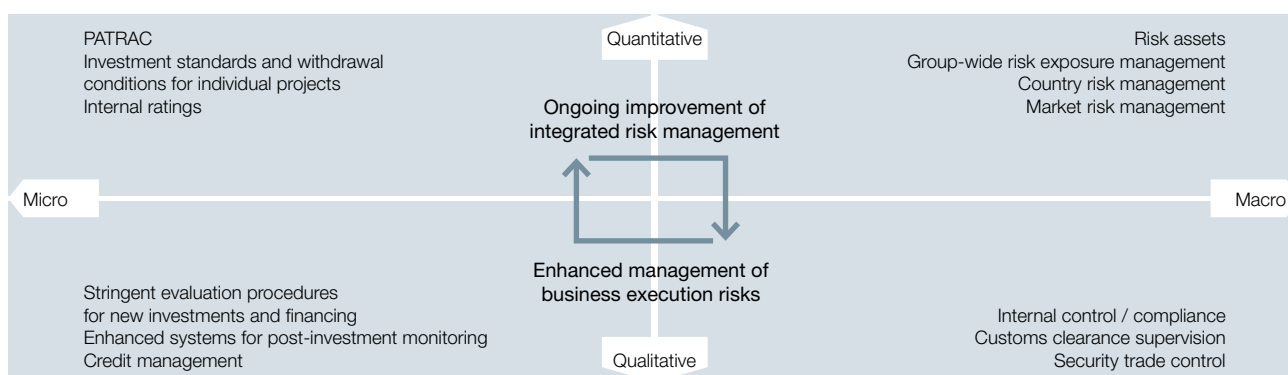 PATRAC
Investment standards and withdrawal
conditions for individual projects
Internal ratings
Quantitative
Risk assets
Group-wide risk exposure management
Country risk management
Market risk management
Ongoing improvement of
integrated risk management
Micro
Macro
Enhanced management of
business execution risks
Stringent evaluation procedures
for new investments and financing
Enhanced systems for post-investment monitoring
Credit management
Qualitative
Internal control / compliance
Customs clearance supervision
Security trade control